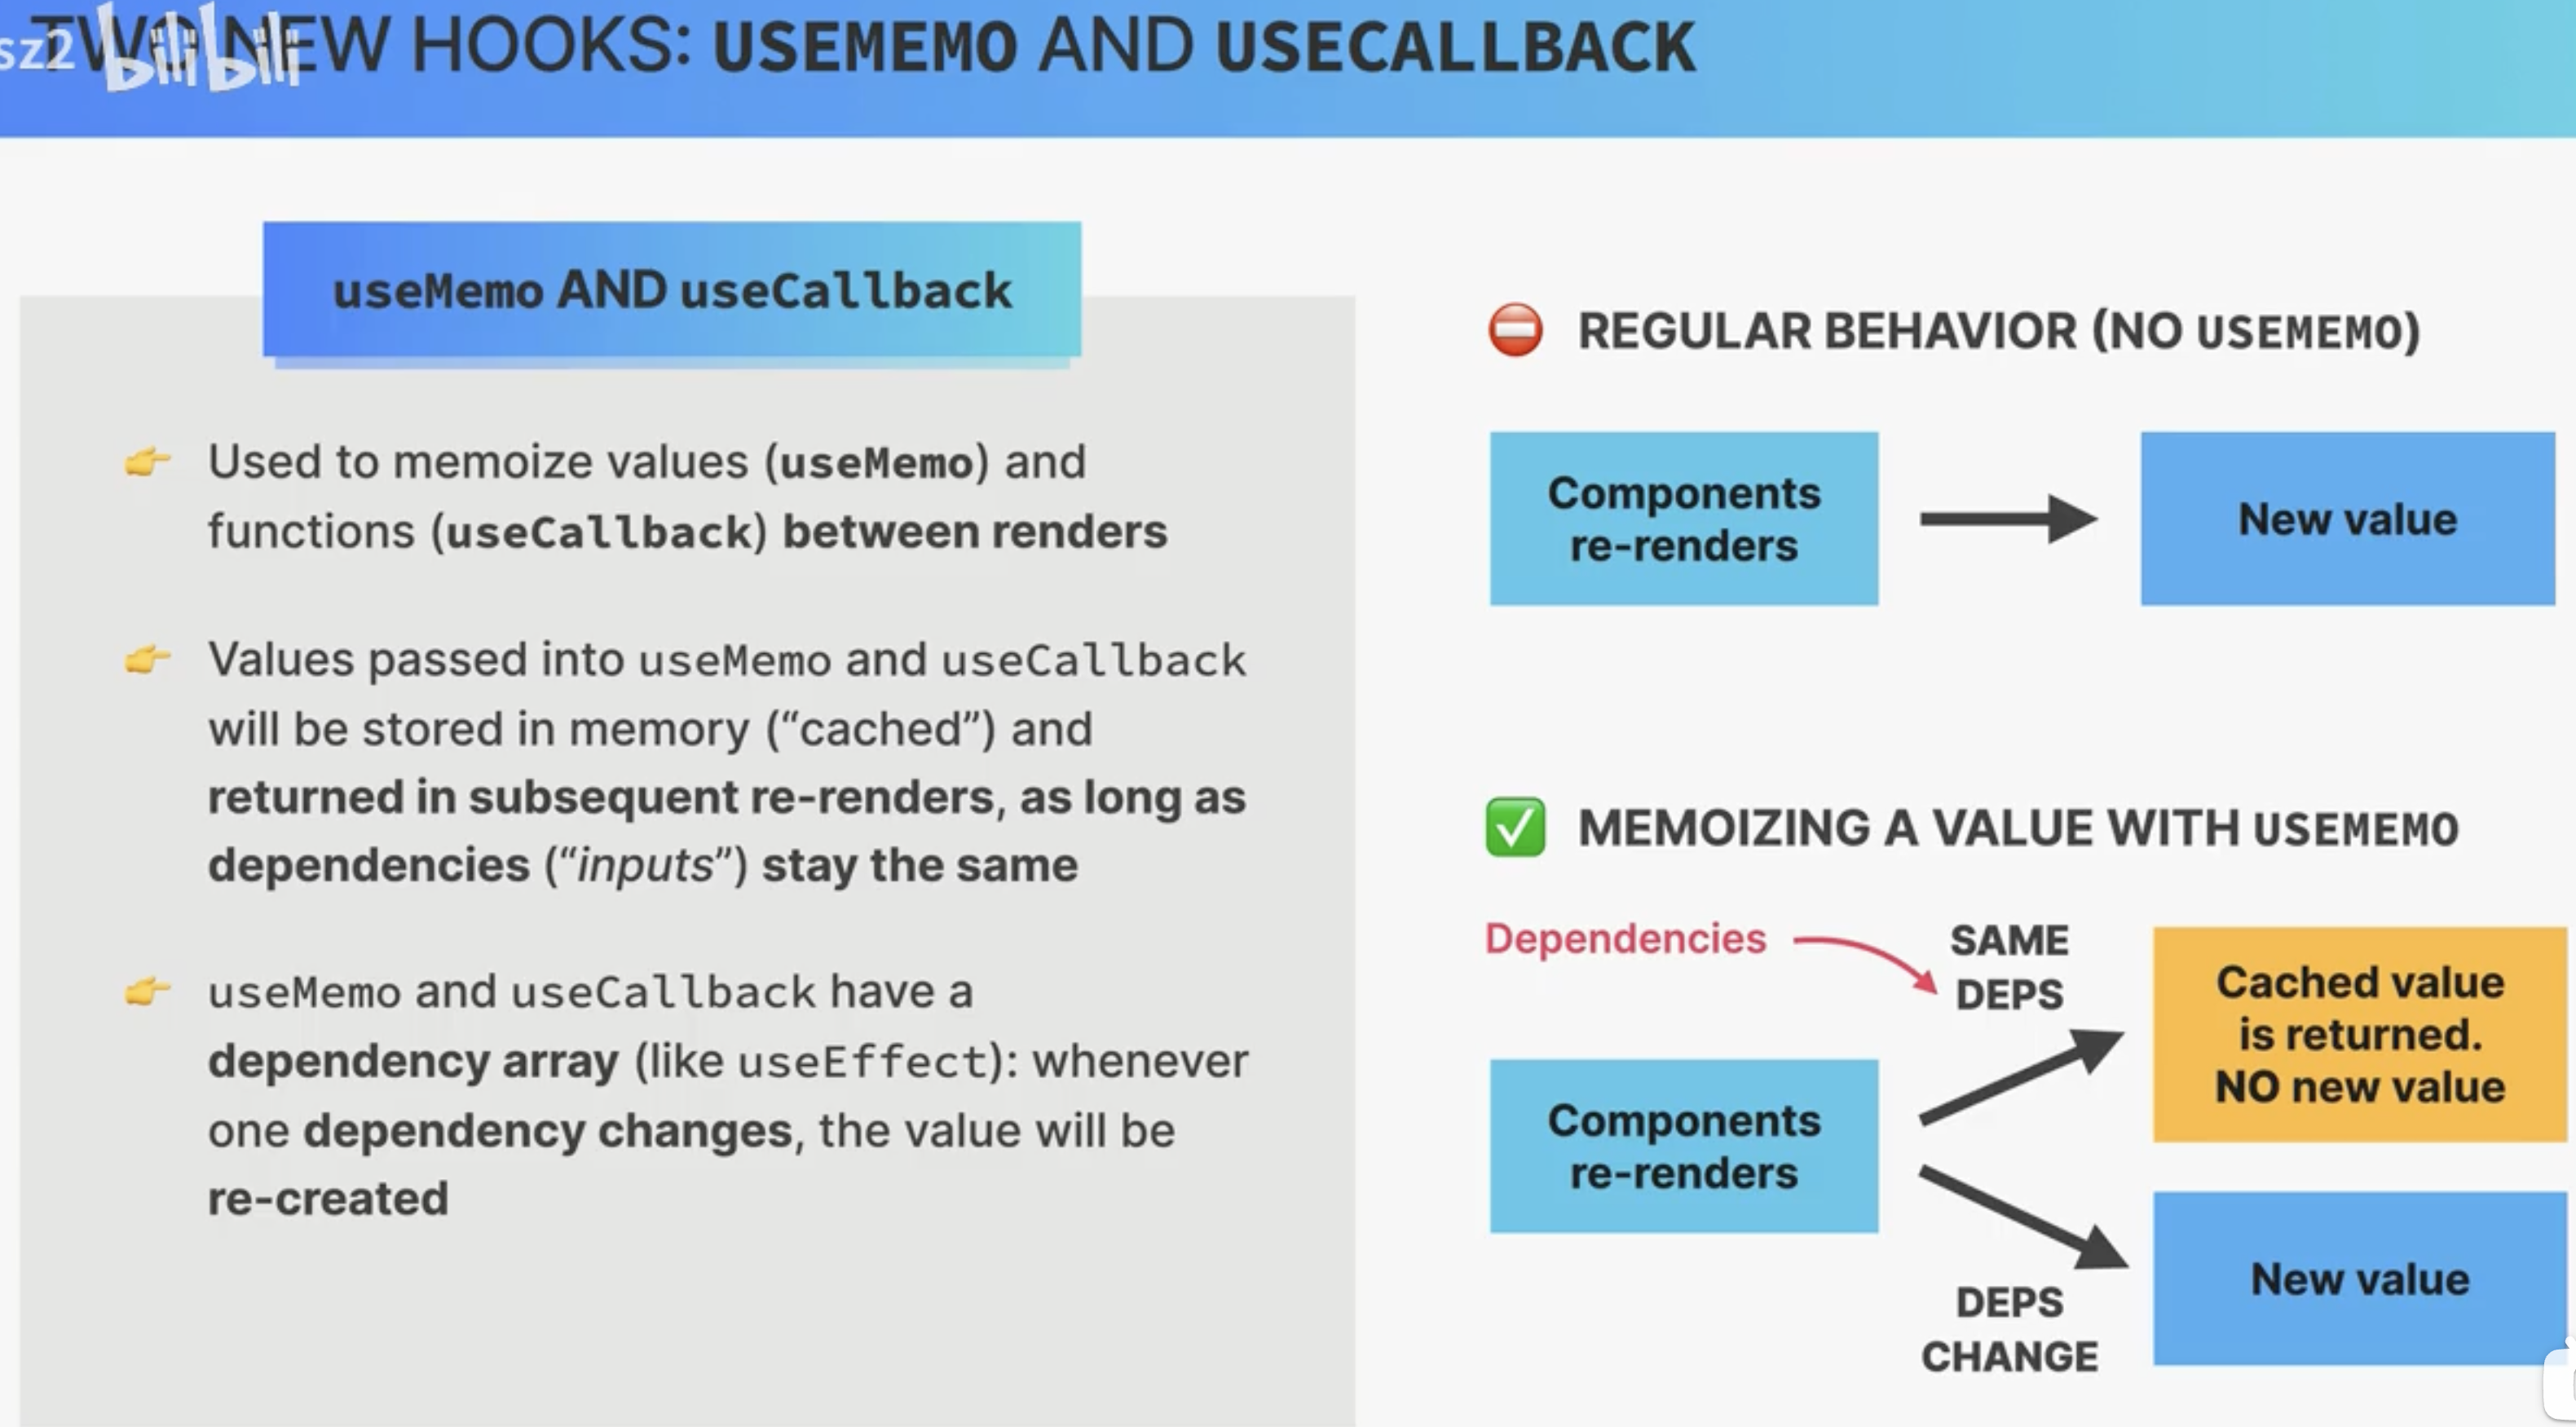 TWO NEW HOOKS: USEMEMO AND USECALLBACK
sz2 bilibili
useMemo AND useCallback
Used to memoize values (useMemo) and
functions (useCallback) between renders
Values passed into useMemo and useCallback
will be stored in memory (“cached”) and
returned in subsequent re-renders, as long as
dependencies (“inputs”) stay the same
useMemo and useCallback have a
dependency array (like useEffect): whenever
one dependency changes, the value will be
re-created
REGULAR BEHAVIOR (NO USEMEMO)
Components
re-renders
New value
MEMOIZING A VALUE WITH USEMEMO
Dependencies
SAME
DEPS
Components
re-renders
Cached value
is returned.
NO new value
DEPS
CHANGE
New value